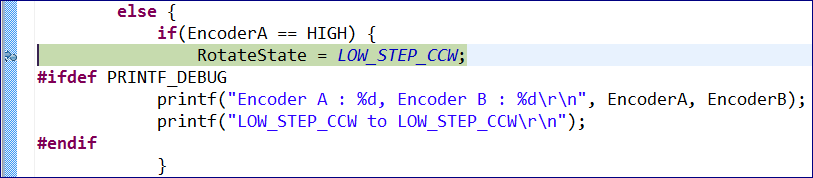 else {
if(EncoderA == HIGH) {
RotateState = LOW_STEP_CCW;
#ifdef PRINTF_DEBUG
printf("Encoder A : %d, Encoder B : %d\r\n", EncoderA, EncoderB);
printf("LOW_STEP_CCW to LOW_STEP_CCW\r\n");
#endif
}